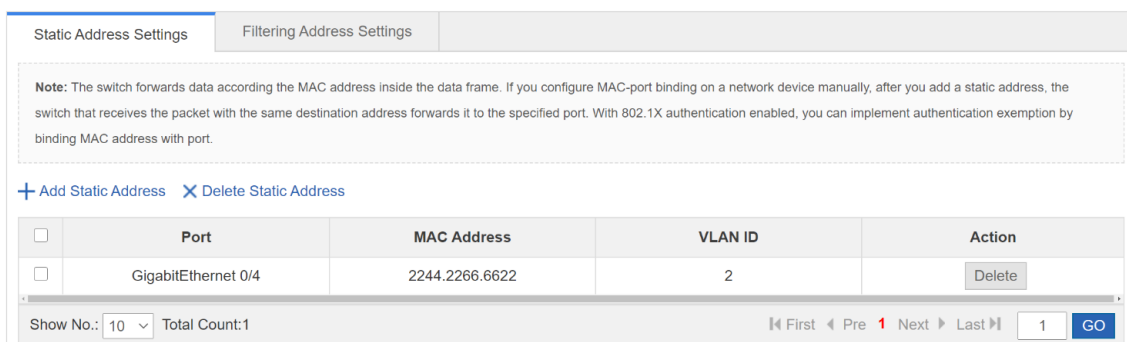 Static Address Settings Filtering Address Settings
Note: The switch forwards data according the MAC address inside the data frame. If you configure MAC-port binding on a network device manually, after you add a static address, the
switch that receives the packet with the same destination address forwards it to the specified port. With 802.1X authentication enabled, you can implement authentication exemption by
binding MAC address with port.
Add Static Address Delete Static Address
Port MAC Address VLAN ID Action
GigabitEthernet 0/4 2244.2266.6622 2 Delete
Show No.: 10 Total Count:1 First Pre 1 Next Last 1 GO